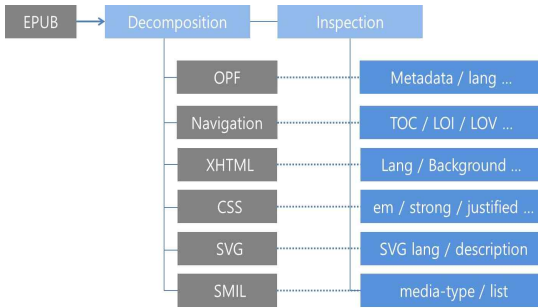 EPUB Decomposition Inspection
OPF Metadata / lang ...
Navigation TOC / LOI / LOV ...
XHTML Lang / Background ...
CSS em / strong / justified ...
SVG SVG lang / description
SMIL media-type / list